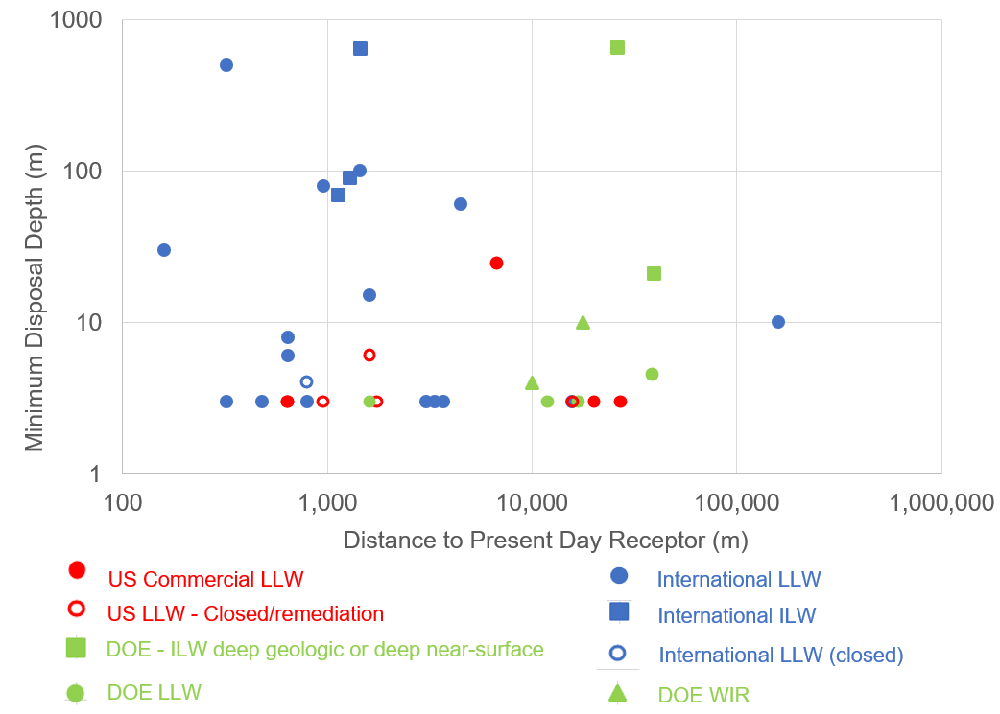 1000
100
10
1
Minimum Disposal Depth (m)
100
1,000
10,000
100,000
1,000,000
Distance to Present Day Receptor (m)
US Commercial LLW
US LLW - Closed/remediation
DOE - ILW deep geologic or deep near-surface
DOE LLW
International LLW
International ILW
International LLW (closed)
DOE WIR